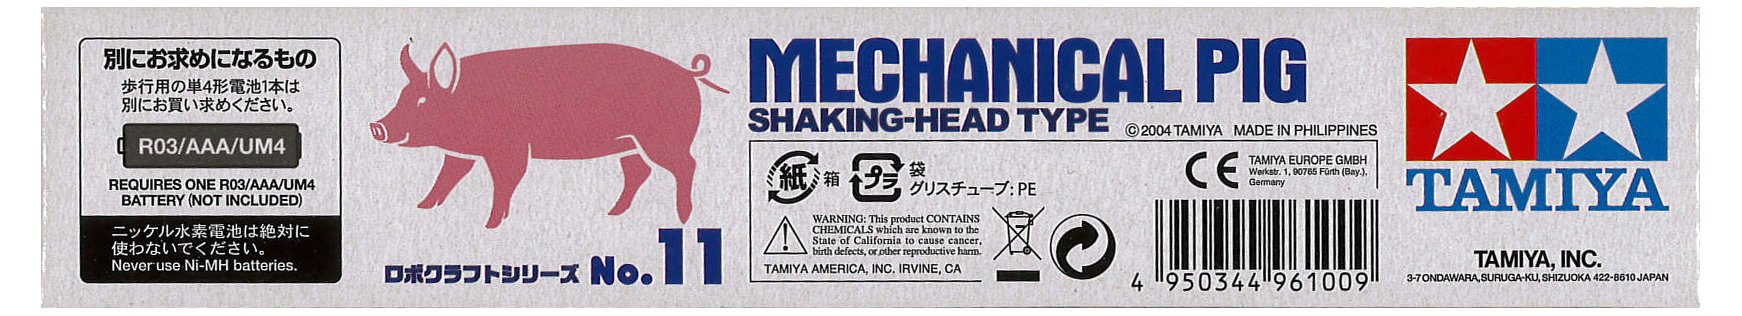 別にお求めになるもの
歩行用の単4形電池1本は
別にお買い求めください。
R03/AAA/UM4
REQUIRES ONE R03/AAA/UM4
BATTERY (NOT INCLUDED)
ニッケル水素電池は絶対に
使わないでください。
Never use Ni-MH batteries.
ロボクラフトシリーズ No.11
MECHANICAL PIG
SHAKING-HEAD TYPE
©2004 TAMIYA MADE IN PHILIPPINES
紙 箱
プラ 袋
グリスチューブ: PE
CE
TAMIYA EUROPE GMBH
Werkstr. 1, 90765 Fürth (Bay.),
Germany
WARNING: This product CONTAINS
CHEMICALS which are known to the
State of California to cause cancer,
birth defects, or other reproductive harm.
TAMIYA AMERICA, INC. IRVINE, CA
4 950344 961009
TAMIYA
TAMIYA, INC.
3-7 ONDAWARA, SURUGA-KU, SHIZUOKA 422-8610 JAPAN